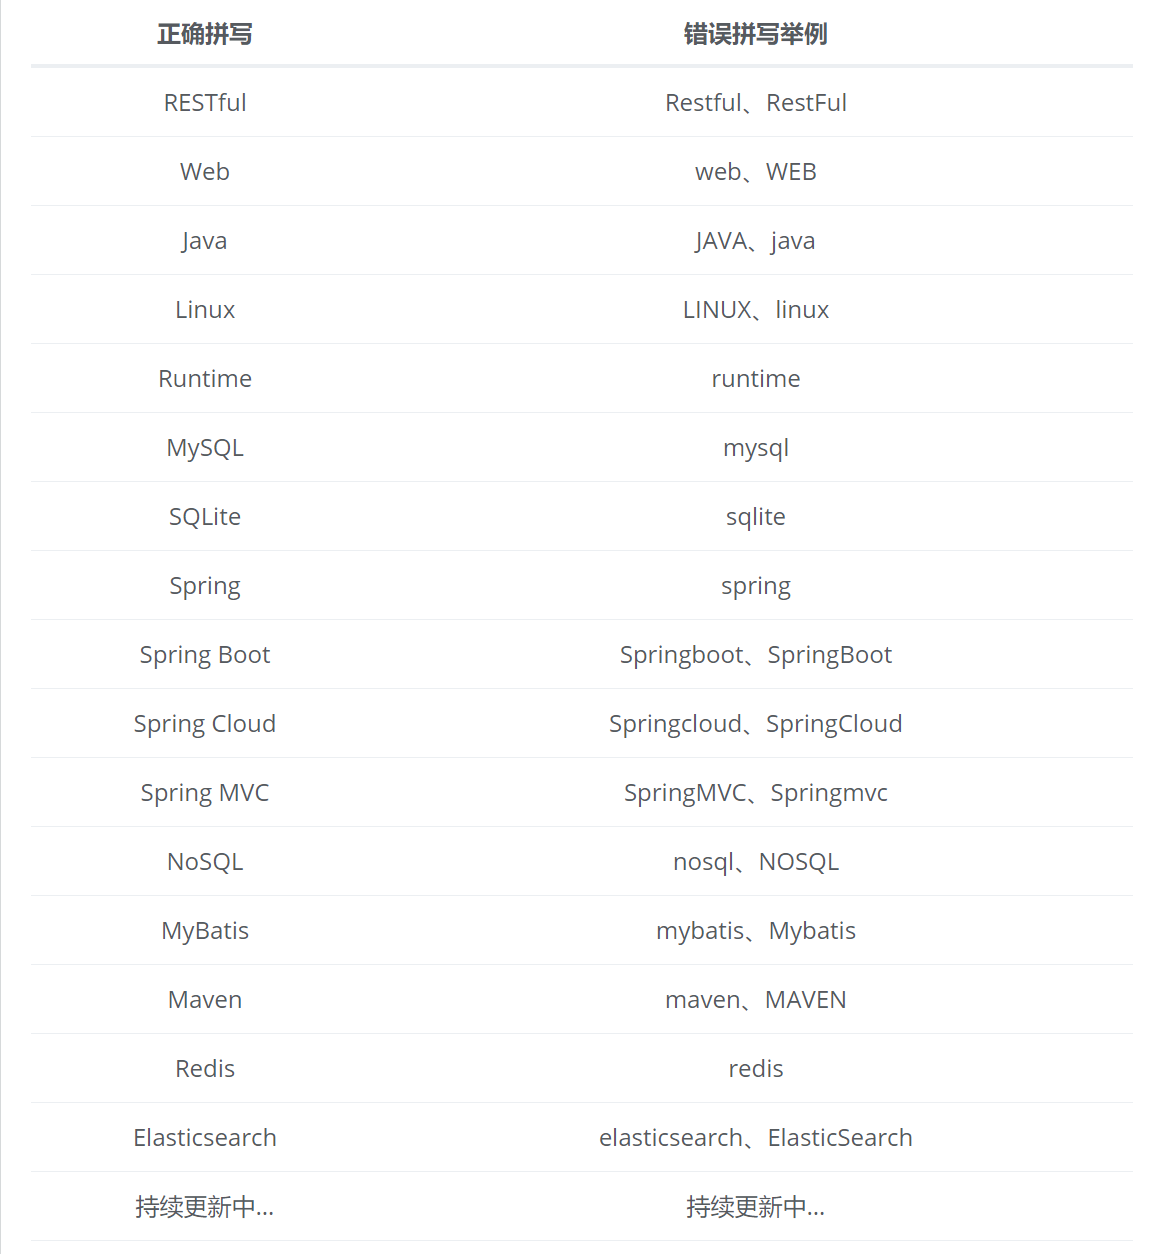 正确拼写 错误拼写举例
RESTful Restful、RestFul
Web web、WEB
Java JAVA、java
Linux LINUX、linux
Runtime runtime
MySQL mysql
SQLite sqlite
Spring spring
Spring Boot Springboot、SpringBoot
Spring Cloud Springcloud、SpringCloud
Spring MVC SpringMVC、Springmvc
NoSQL nosql、NOSQL
MyBatis mybatis、Mybatis
Maven maven、MAVEN
Redis redis
Elasticsearch elasticsearch、ElasticSearch
持续更新中... 持续更新中...